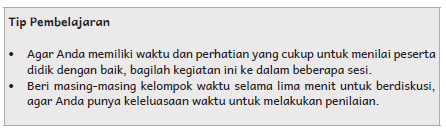 Tip Pembelajaran
• Agar Anda memiliki waktu dan perhatian yang cukup untuk menilai peserta
didik dengan baik, bagilah kegiatan ini ke dalam beberapa sesi.
• Beri masing-masing kelompok waktu selama lima menit untuk berdiskusi,
agar Anda punya keleluasaan waktu untuk melakukan penilaian.